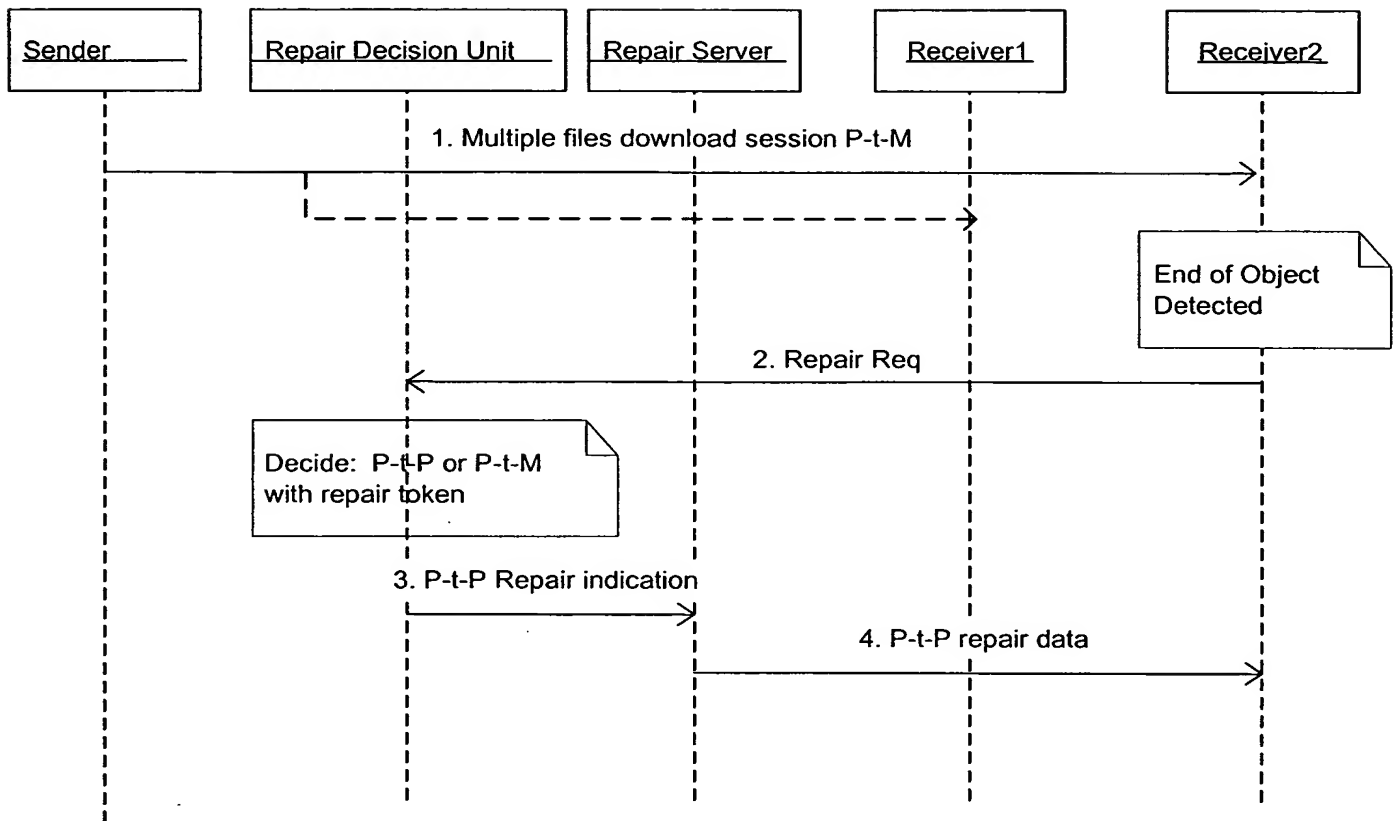 Sender
Repair Decision Unit
Repair Server
Receiver1
Receiver2
1. Multiple files download session P-t-M
End of Object
Detected
2. Repair Req
Decide: P-t-P or P-t-M
with repair token
3. P-t-P Repair indication
4. P-t-P repair data